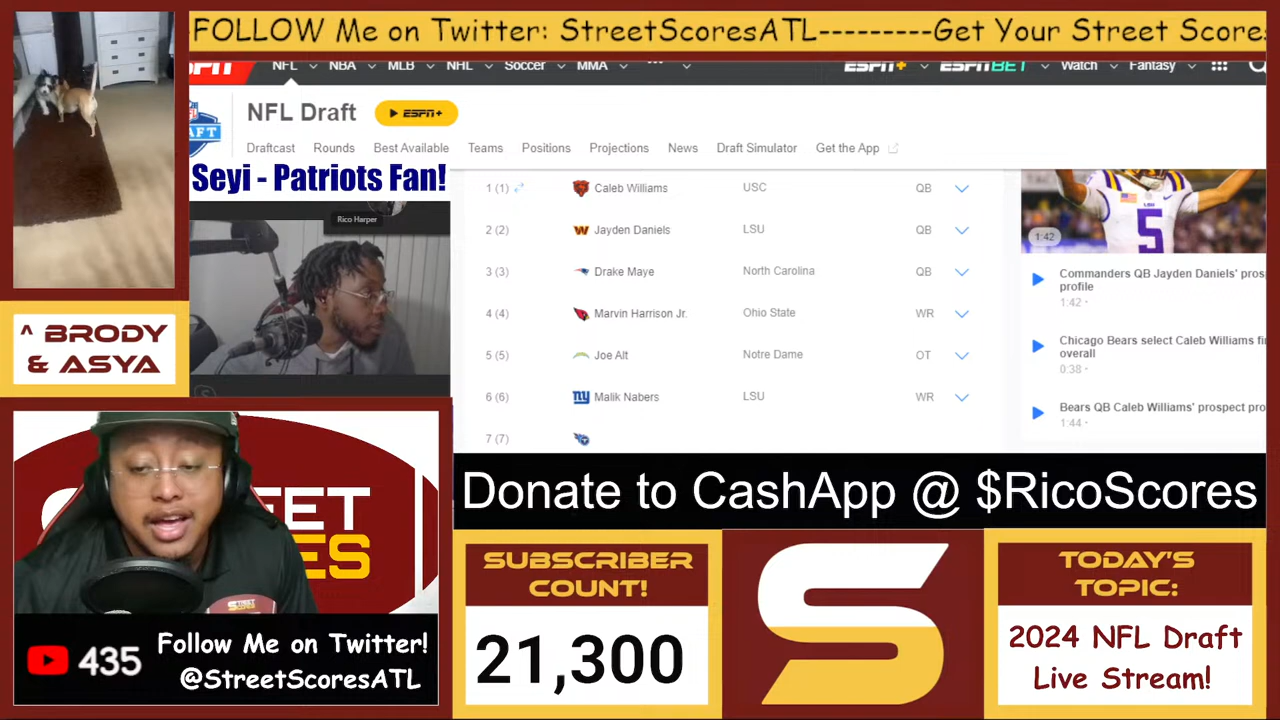 -FOLLOW Me on Twitter: StreetScoresATL---------Get Your Street Scores
NFL NBA MLB NHL Soccer MMA ... ESPN+ ESPN BET Watch Fantasy
NFL Draft ESPN+
Draftcast Rounds Best Available Teams Positions Projections News Draft Simulator Get the App
Seyi - Patriots Fan!
Rico Harper
1 (1) Caleb Williams USC QB
2 (2) Jayden Daniels LSU QB
3 (3) Drake Maye North Carolina QB
4 (4) Marvin Harrison Jr. Ohio State WR
5 (5) Joe Alt Notre Dame OT
6 (6) Malik Nabers LSU WR
7 (7)
5
1:42
Commanders QB Jayden Daniels' prosp
profile
1:42 ·
Chicago Bears select Caleb Williams fi
overall
0:38 ·
Bears QB Caleb Williams' prospect pro
1:44 ·
^ BRODY
& ASYA
435
Follow Me on Twitter!
@StreetScoresATL
Donate to CashApp @ $RicoScores
SUBSCRIBER
COUNT!
21,300
S
TODAY'S
TOPIC:
2024 NFL Draft
Live Stream!